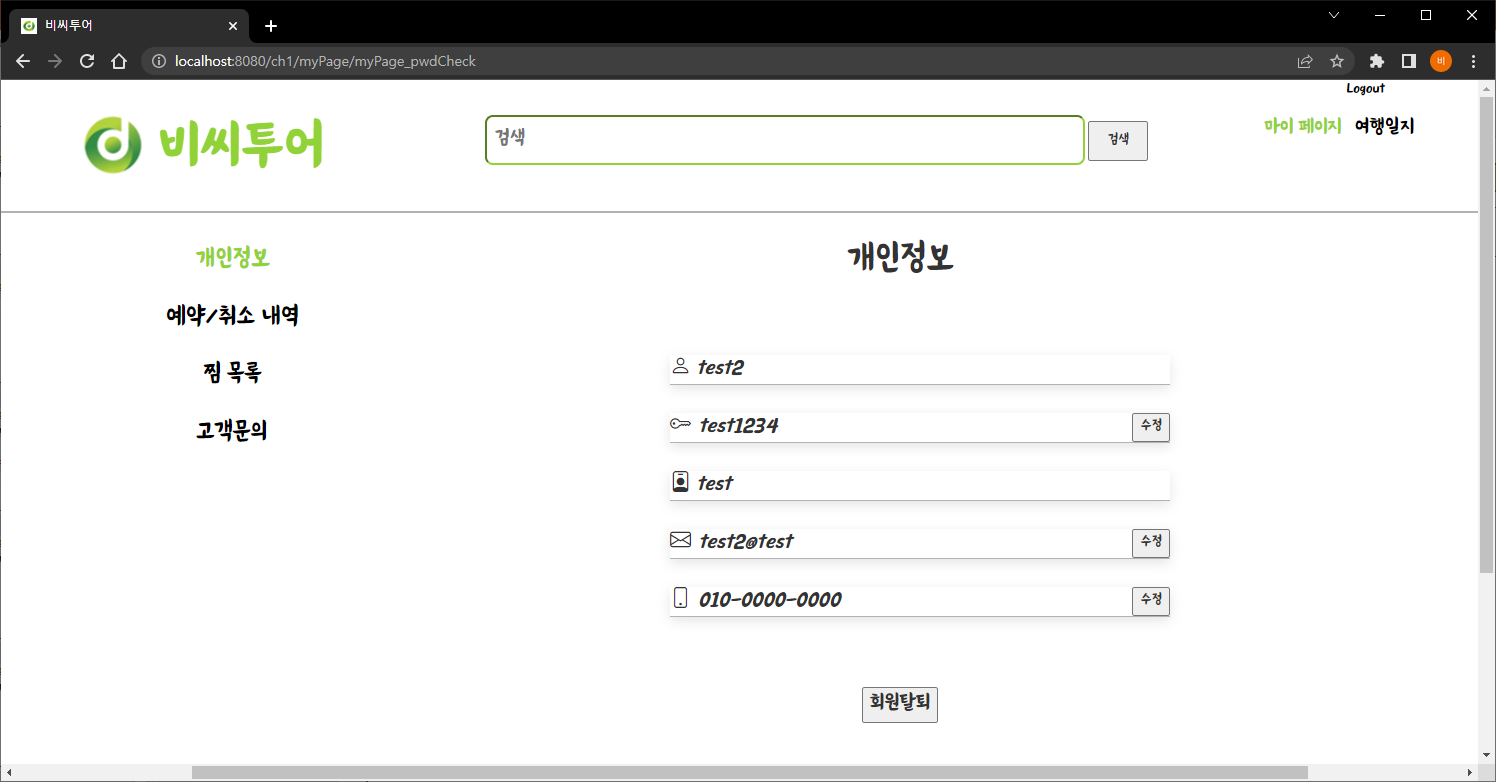 비씨투어
localhost:8080/ch1/myPage/myPage_pwdCheck
비
Logout
비씨투어
검색
검색
마이 페이지 여행일지
개인정보
예약/취소 내역
찜 목록
고객문의
개인정보
test2
test1234 수정
test
test2@test 수정
010-0000-0000 수정
회원탈퇴